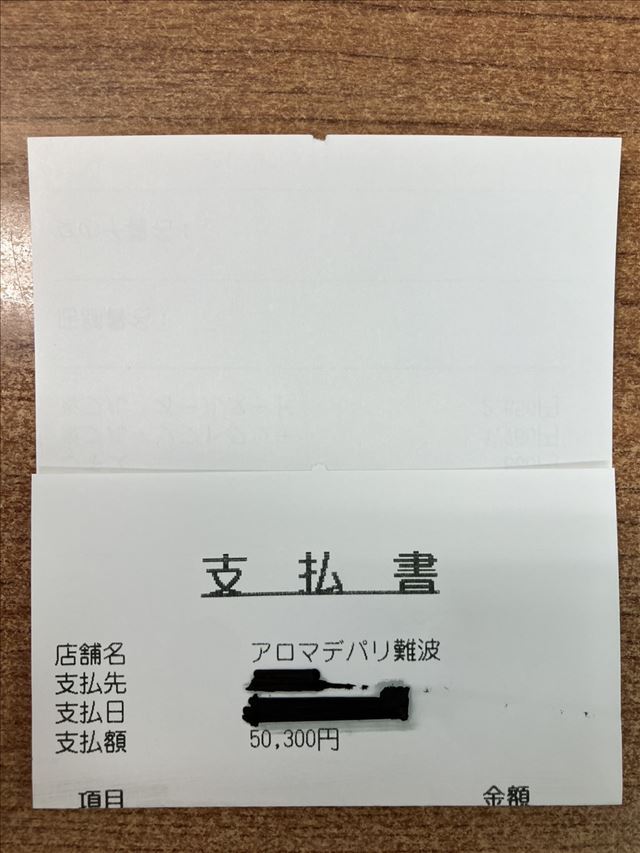 支払書
店舗名 アロマデパリ難波
支払先
支払日
支払額 50,300円
項目 金額